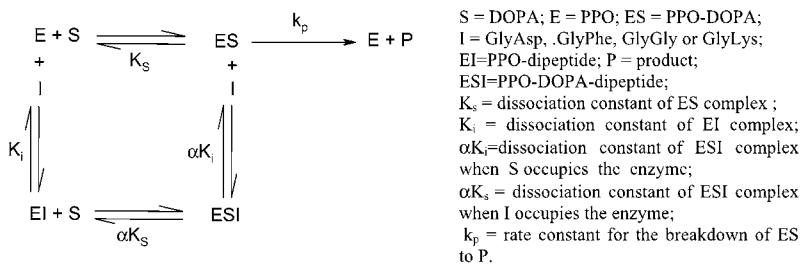 E + S
K_S
ES
k_p
E + P
+
I
+
I
K_i
αK_i
EI + S
αK_S
ESI
S = DOPA; E = PPO; ES = PPO-DOPA;
I = GlyAsp, .GlyPhe, GlyGly or GlyLys;
EI=PPO-dipeptide; P = product;
ESI=PPO-DOPA-dipeptide;
K_s = dissociation constant of ES complex ;
K_i = dissociation constant of EI complex;
αK_i=dissociation constant of ESI complex
when S occupies the enzyme;
αK_s = dissociation constant of ESI complex
when I occupies the enzyme;
k_p = rate constant for the breakdown of ES
to P.